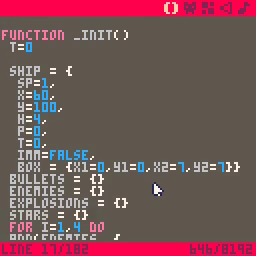 FUNCTION _INIT()
T=0
SHIP = {
SP=1,
X=60,
Y=100,
H=4,
P=0,
T=0,
IMM=FALSE,
BOX = {X1=0,Y1=0,X2=7,Y2=7}}
BULLETS = {}
ENEMIES = {}
EXPLOSIONS = {}
STARS = {}
FOR I=1,4 DO
LINE 17/182 646/8192